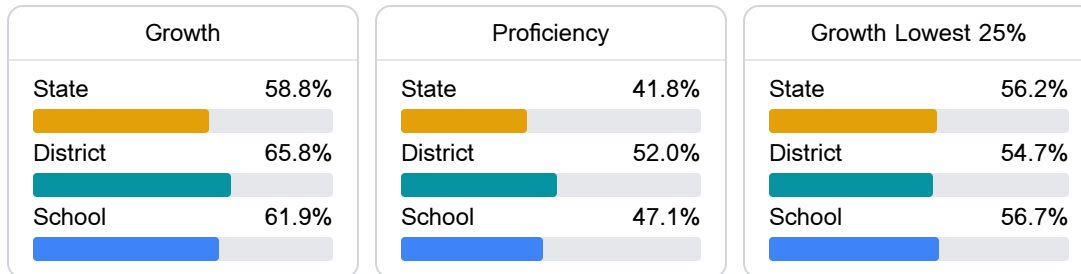 Growth
State 58.8%
District 65.8%
School 61.9%
Proficiency
State 41.8%
District 52.0%
School 47.1%
Growth Lowest 25%
State 56.2%
District 54.7%
School 56.7%